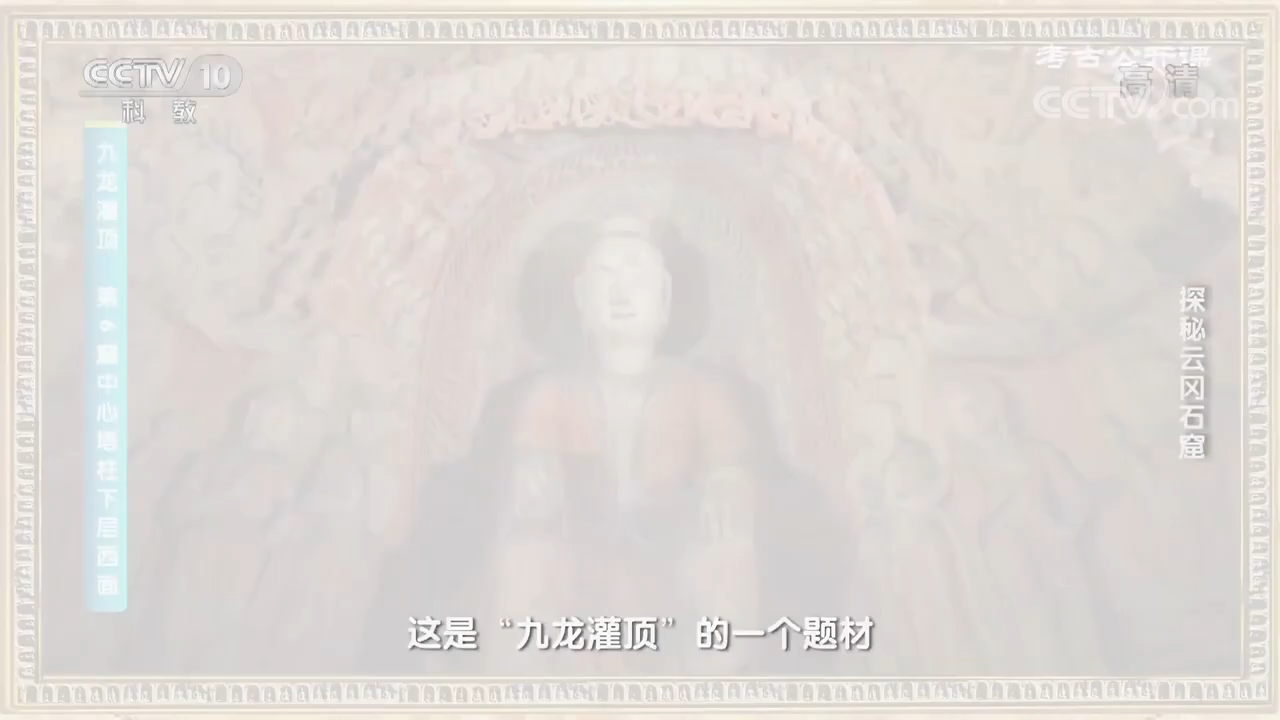 CCTV 10
科教
考古公开课
高清
CCTV.com
九龙灌顶 第6窟中心塔柱下层西面
探秘云冈石窟
这是“九龙灌顶”的一个题材